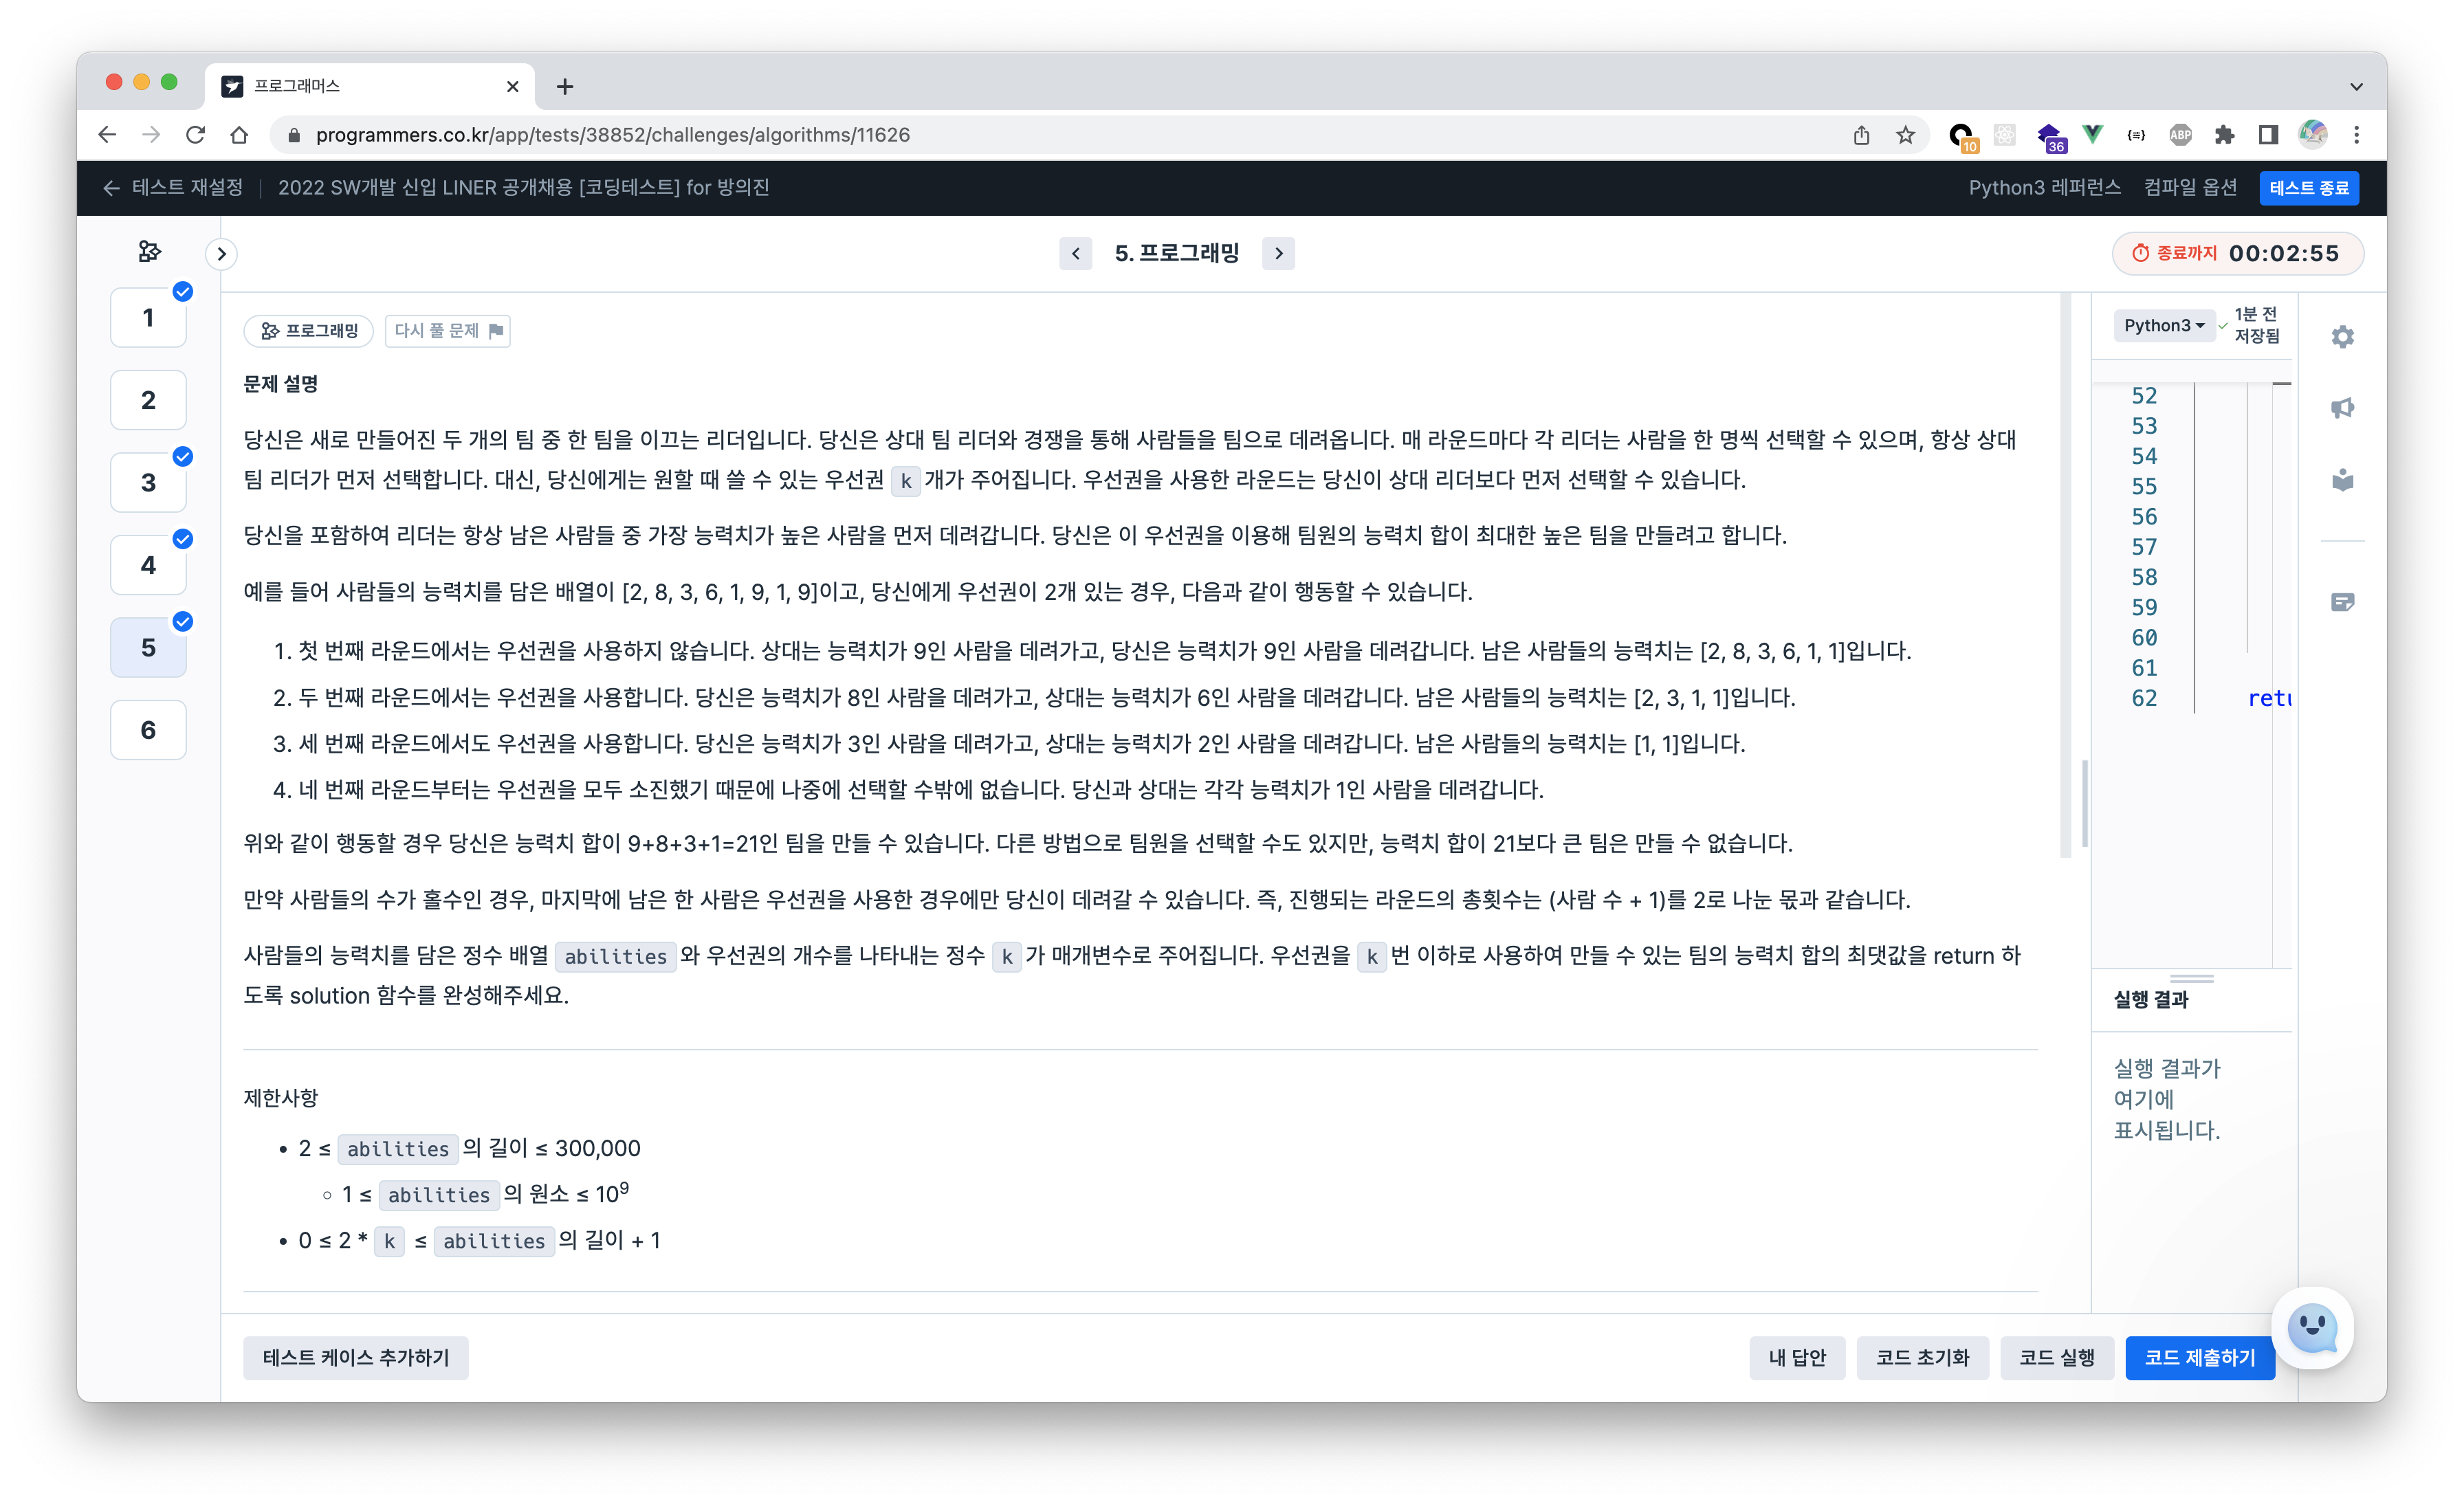 프로그래머스
programmers.co.kr/app/tests/38852/challenges/algorithms/11626
10
36
{≡}
ABP
테스트 재설정
2022 SW개발 신입 LINER 공개채용 [코딩테스트] for 방의진
Python3 레퍼런스
컴파일 옵션
테스트 종료
5. 프로그래밍
종료까지 00:02:55
1
2
3
4
5
6
프로그래밍
다시 풀 문제
문제 설명
당신은 새로 만들어진 두 개의 팀 중 한 팀을 이끄는 리더입니다. 당신은 상대 팀 리더와 경쟁을 통해 사람들을 팀으로 데려옵니다. 매 라운드마다 각 리더는 사람을 한 명씩 선택할 수 있으며, 항상 상대
팀 리더가 먼저 선택합니다. 대신, 당신에게는 원할 때 쓸 수 있는 우선권 k 개가 주어집니다. 우선권을 사용한 라운드는 당신이 상대 리더보다 먼저 선택할 수 있습니다.
당신을 포함하여 리더는 항상 남은 사람들 중 가장 능력치가 높은 사람을 먼저 데려갑니다. 당신은 이 우선권을 이용해 팀원의 능력치 합이 최대한 높은 팀을 만들려고 합니다.
예를 들어 사람들의 능력치를 담은 배열이 [2, 8, 3, 6, 1, 9, 1, 9]이고, 당신에게 우선권이 2개 있는 경우, 다음과 같이 행동할 수 있습니다.
1. 첫 번째 라운드에서는 우선권을 사용하지 않습니다. 상대는 능력치가 9인 사람을 데려가고, 당신은 능력치가 9인 사람을 데려갑니다. 남은 사람들의 능력치는 [2, 8, 3, 6, 1, 1]입니다.
2. 두 번째 라운드에서는 우선권을 사용합니다. 당신은 능력치가 8인 사람을 데려가고, 상대는 능력치가 6인 사람을 데려갑니다. 남은 사람들의 능력치는 [2, 3, 1, 1]입니다.
3. 세 번째 라운드에서도 우선권을 사용합니다. 당신은 능력치가 3인 사람을 데려가고, 상대는 능력치가 2인 사람을 데려갑니다. 남은 사람들의 능력치는 [1, 1]입니다.
4. 네 번째 라운드부터는 우선권을 모두 소진했기 때문에 나중에 선택할 수밖에 없습니다. 당신과 상대는 각각 능력치가 1인 사람을 데려갑니다.
위와 같이 행동할 경우 당신은 능력치 합이 9+8+3+1=21인 팀을 만들 수 있습니다. 다른 방법으로 팀원을 선택할 수도 있지만, 능력치 합이 21보다 큰 팀은 만들 수 없습니다.
만약 사람들의 수가 홀수인 경우, 마지막에 남은 한 사람은 우선권을 사용한 경우에만 당신이 데려갈 수 있습니다. 즉, 진행되는 라운드의 총횟수는 (사람 수 + 1)를 2로 나눈 몫과 같습니다.
사람들의 능력치를 담은 정수 배열 abilities 와 우선권의 개수를 나타내는 정수 k 가 매개변수로 주어집니다. 우선권을 k 번 이하로 사용하여 만들 수 있는 팀의 능력치 합의 최댓값을 return 하
도록 solution 함수를 완성해주세요.
제한사항
• 2 ≤ abilities 의 길이 ≤ 300,000
◦ 1 ≤ abilities 의 원소 ≤ 10⁹
• 0 ≤ 2 * k ≤ abilities 의 길이 + 1
Python3
1분 전
저장됨
52
53
54
55
56
57
58
59
60
61
62 retu
실행 결과
실행 결과가
여기에
표시됩니다.
테스트 케이스 추가하기
내 답안
코드 초기화
코드 실행
코드 제출하기